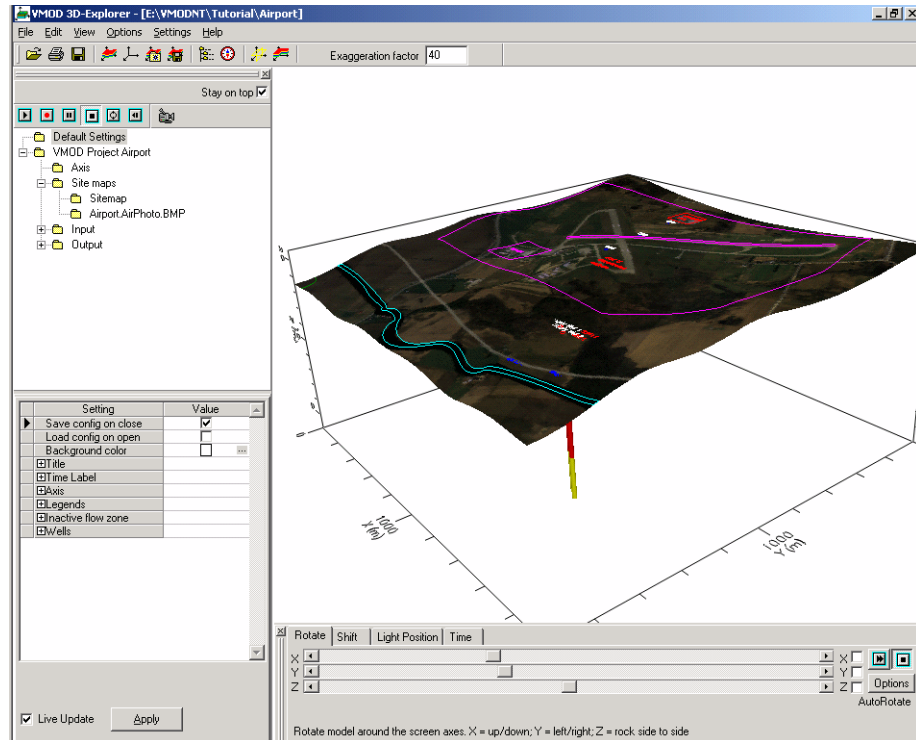 VMOD 3D-Explorer - [E:\VMODNT\Tutorial\Airport]
File Edit View Options Settings Help
Exaggeration factor 40
Stay on top
Default Settings
VMOD Project Airport
Axis
Site maps
Sitemap
Airport.AirPhoto.BMP
Input
Output
Setting Value
Save config on close
Load config on open
Background color
Title
Time Label
Axis
Legends
Inactive flow zone
Wells
Live Update Apply
0
1000
X (m)
1000
Y (m)
Rotate Shift Light Position Time
X X
Y Y
Z Z
Options
AutoRotate
Rotate model around the screen axes. X = up/down; Y = left/right; Z = rock side to side